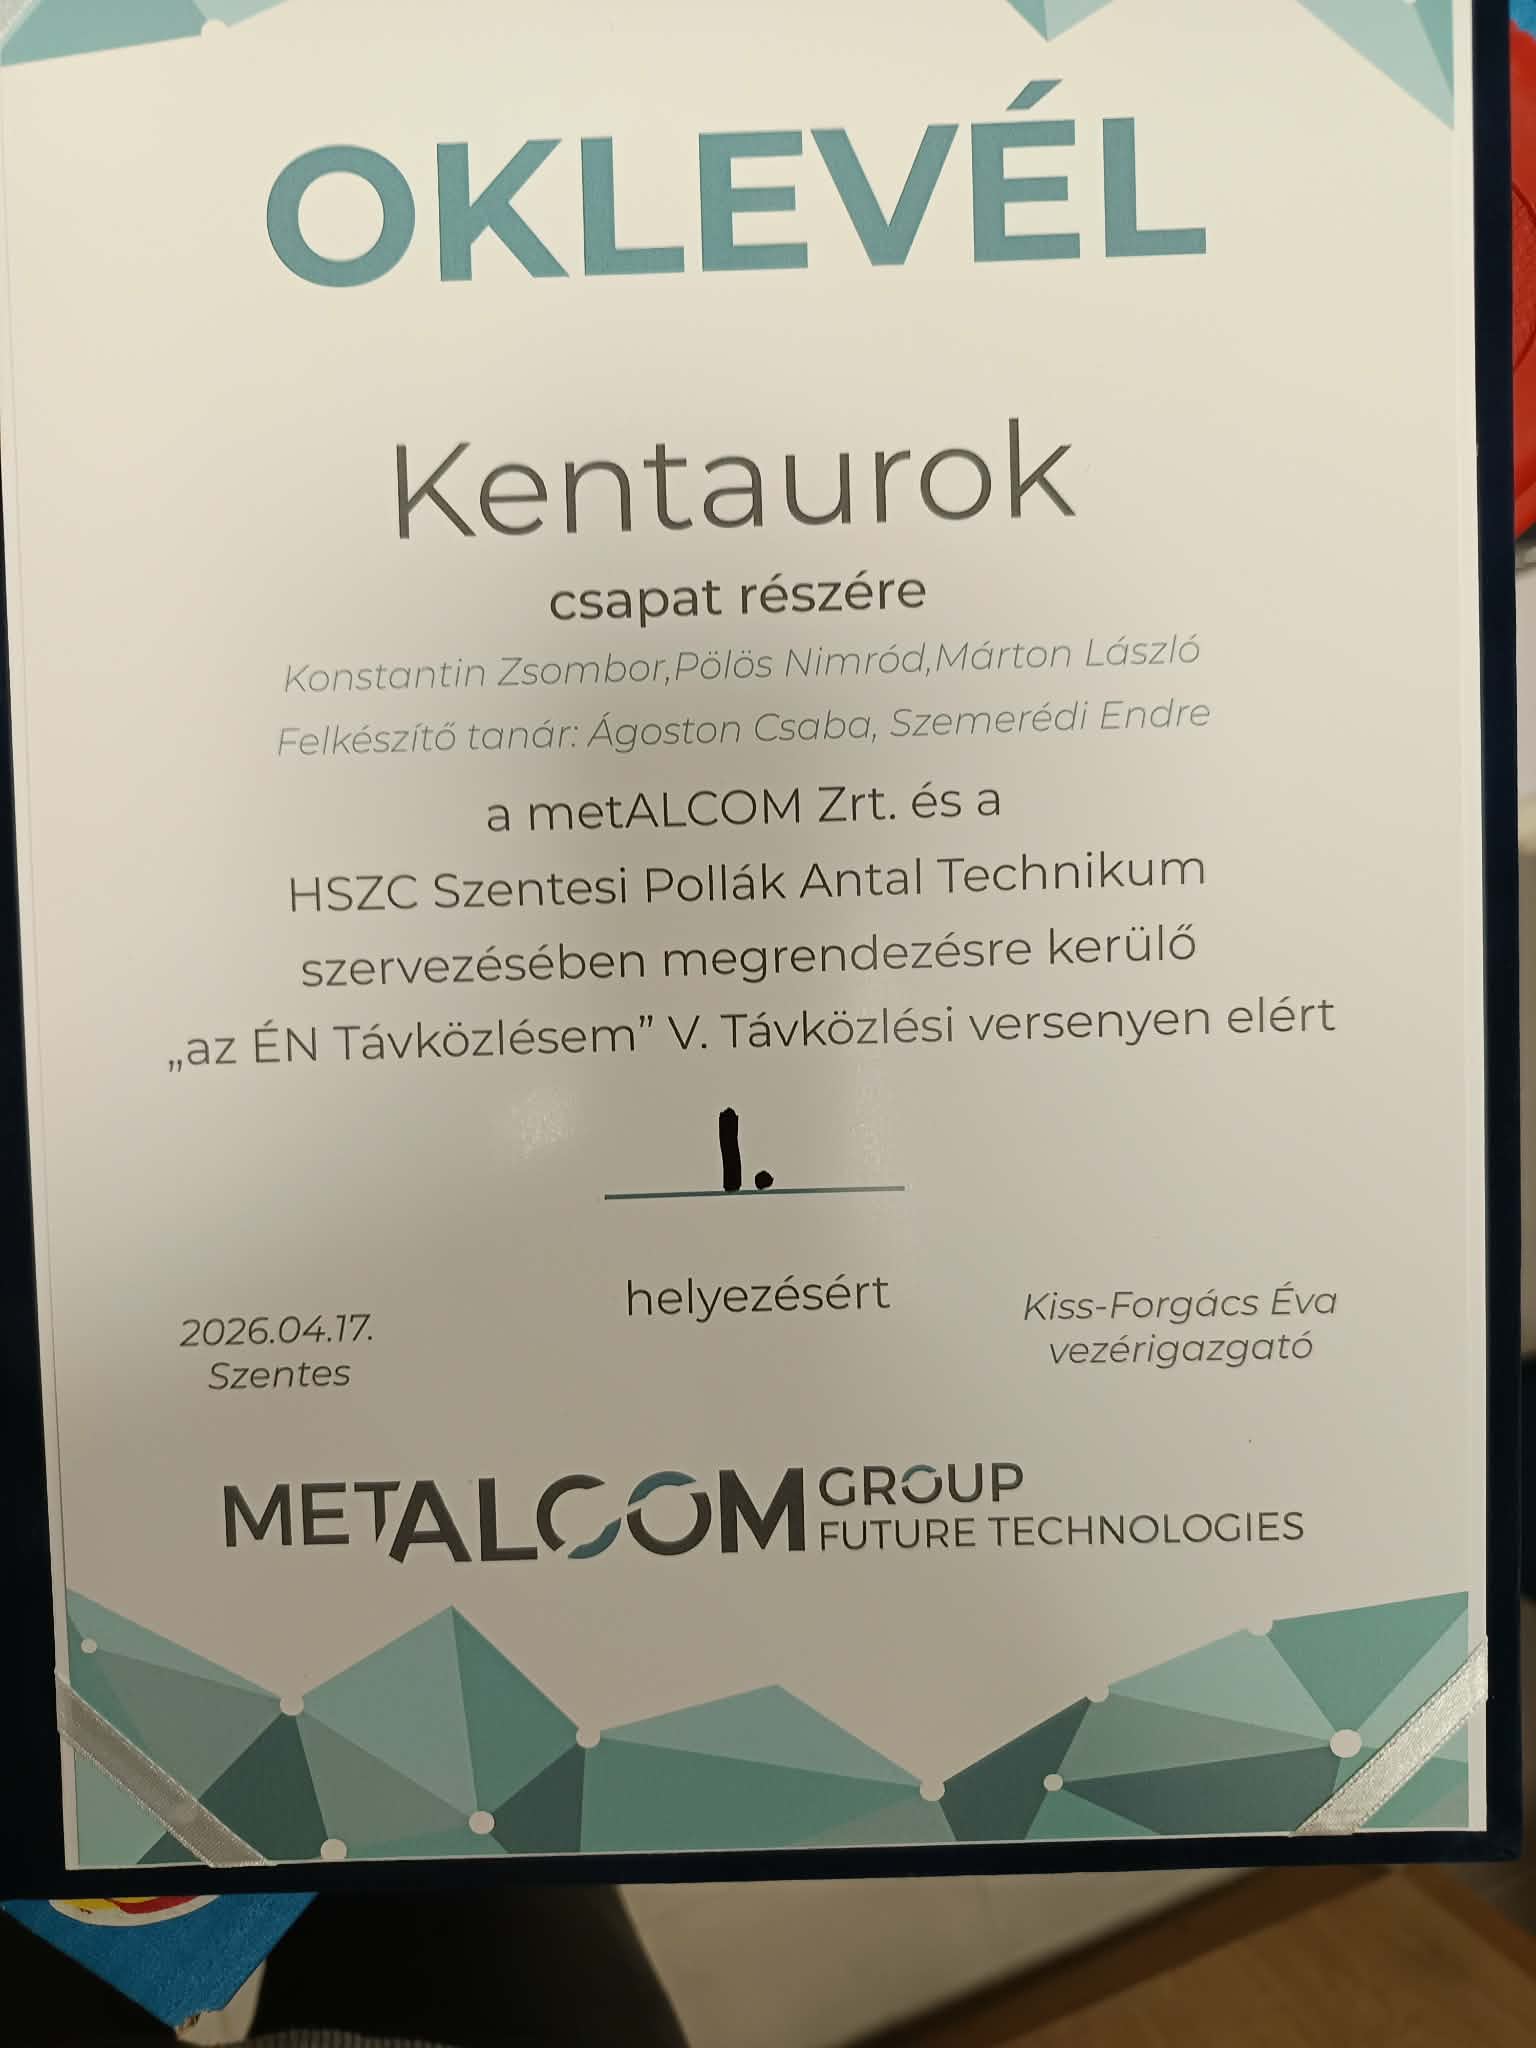 OKLEVÉL
Kentaurok
csapat részére
Konstantin Zsombor,Pölös Nimród,Márton László
Felkészítő tanár: Ágoston Csaba, Szemerédi Endre
a metALCOM Zrt. és a
HSZC Szentesi Pollák Antal Technikum
szervezésében megrendezésre kerülő
„az ÉN Távközlésem” V. Távközlési versenyen elért
I.
helyezésért
2026.04.17.
Szentes
Kiss-Forgács Éva
vezérigazgató
METALCOM GROUP
FUTURE TECHNOLOGIES